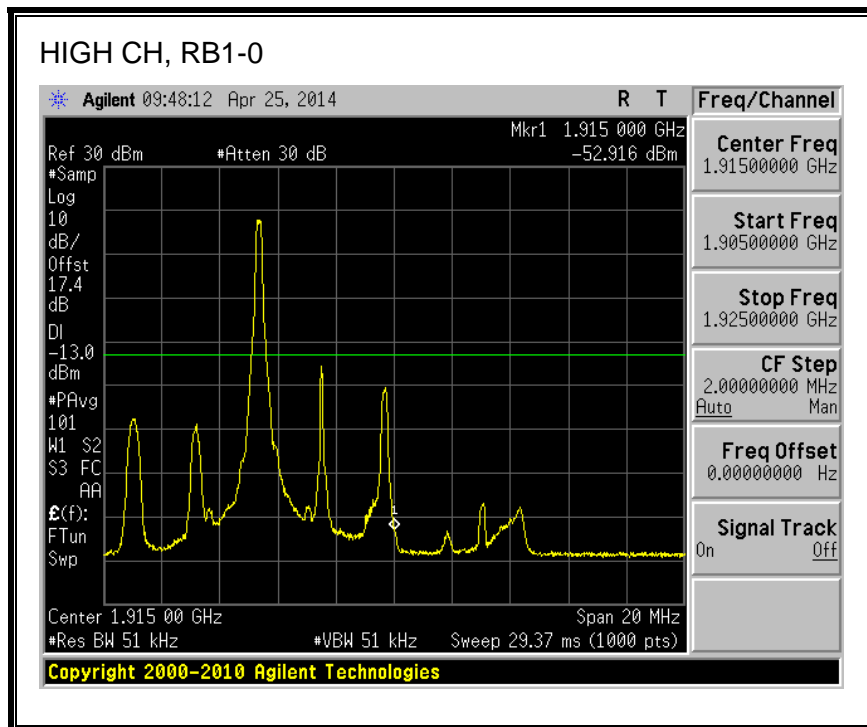 HIGH CH, RB1-0
Agilent 09:48:12 Apr 25, 2014 R T
Freq/Channel
Mkr1 1.915 000 GHz
Ref 30 dBm #Atten 30 dB -52.916 dBm
#Samp
Log
10
dB/
Offst
17.4
dB
DI
-13.0
dBm
#PAvg
101
W1 S2
S3 FC
AA
£(f):
FTun
Swp
1
Center 1.915 00 GHz Span 20 MHz
#Res BW 51 kHz #VBW 51 kHz Sweep 29.37 ms (1000 pts)
Center Freq
1.91500000 GHz
Start Freq
1.90500000 GHz
Stop Freq
1.92500000 GHz
CF Step
2.00000000 MHz
Auto Man
Freq Offset
0.00000000 Hz
Signal Track
On Off
Copyright 2000-2010 Agilent Technologies